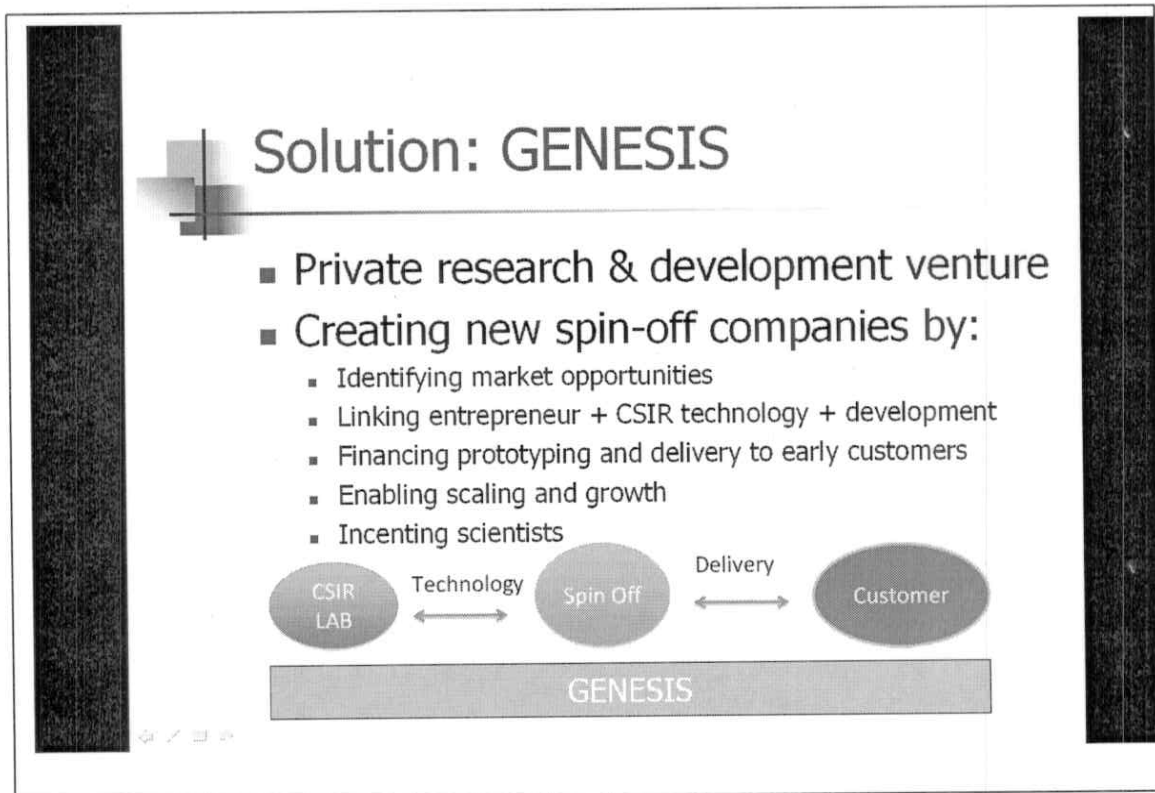 Solution: GENESIS
■ Private research & development venture
■ Creating new spin-off companies by:
■ Identifying market opportunities
■ Linking entrepreneur + CSIR technology + development
■ Financing prototyping and delivery to early customers
■ Enabling scaling and growth
■ Incenting scientists
CSIR
LAB
Technology
Spin Off
Delivery
Customer
GENESIS